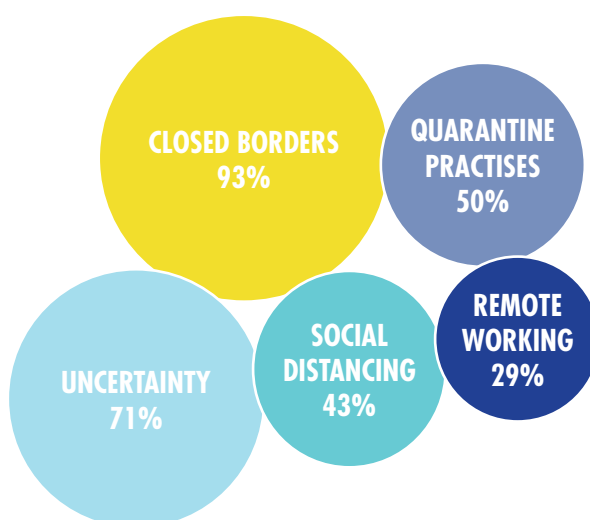 CLOSED BORDERS
93%
QUARANTINE
PRACTISES
50%
UNCERTAINTY
71%
SOCIAL
DISTANCING
43%
REMOTE
WORKING
29%